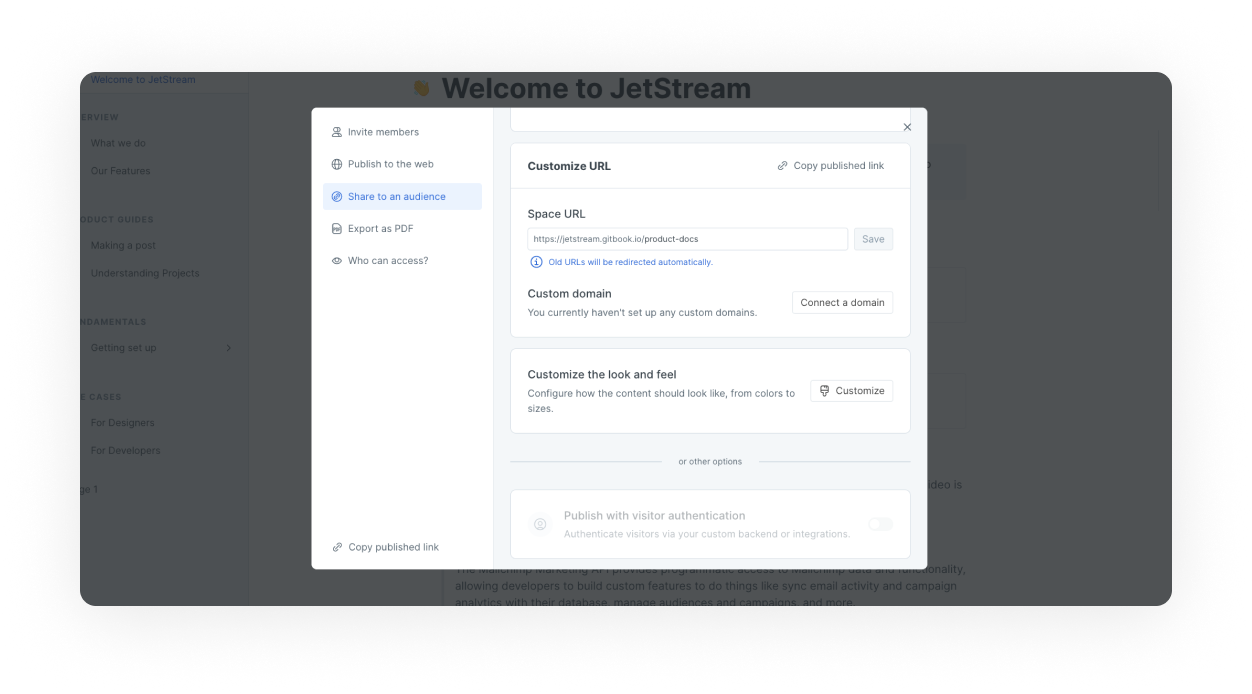 Welcome to JetStream
ERVIEW
What we do
Our Features
ODUCT GUIDES
Making a post
Understanding Projects
NDAMENTALS
Getting set up
E CASES
For Designers
For Developers
ge 1
👏 Welcome to JetStream
Invite members
Publish to the web
Share to an audience
Export as PDF
Who can access?
Copy published link
Customize URL
Copy published link
Space URL
https://jetstream.gitbook.io/product-docs
Save
Old URLs will be redirected automatically.
Custom domain
You currently haven't set up any custom domains.
Connect a domain
Customize the look and feel
Configure how the content should look like, from colors to
sizes.
Customize
or other options
Publish with visitor authentication
Authenticate visitors via your custom backend or integrations.
ideo is
The Mailchimp Marketing API provides programmatic access to Mailchimp data and functionality,
allowing developers to build custom features to do things like sync email activity and campaign
analytics with their database, manage audiences and campaigns, and more.